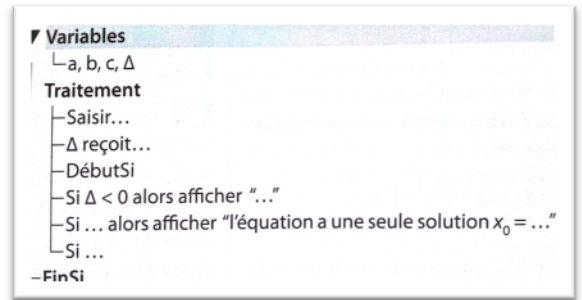 Variables
a, b, c, Δ
Traitement
Saisir…
Δ reçoit…
DébutSi
Si Δ < 0 alors afficher “…”
Si … alors afficher “l’équation a une seule solution x₀ = …”
Si …
FinSi